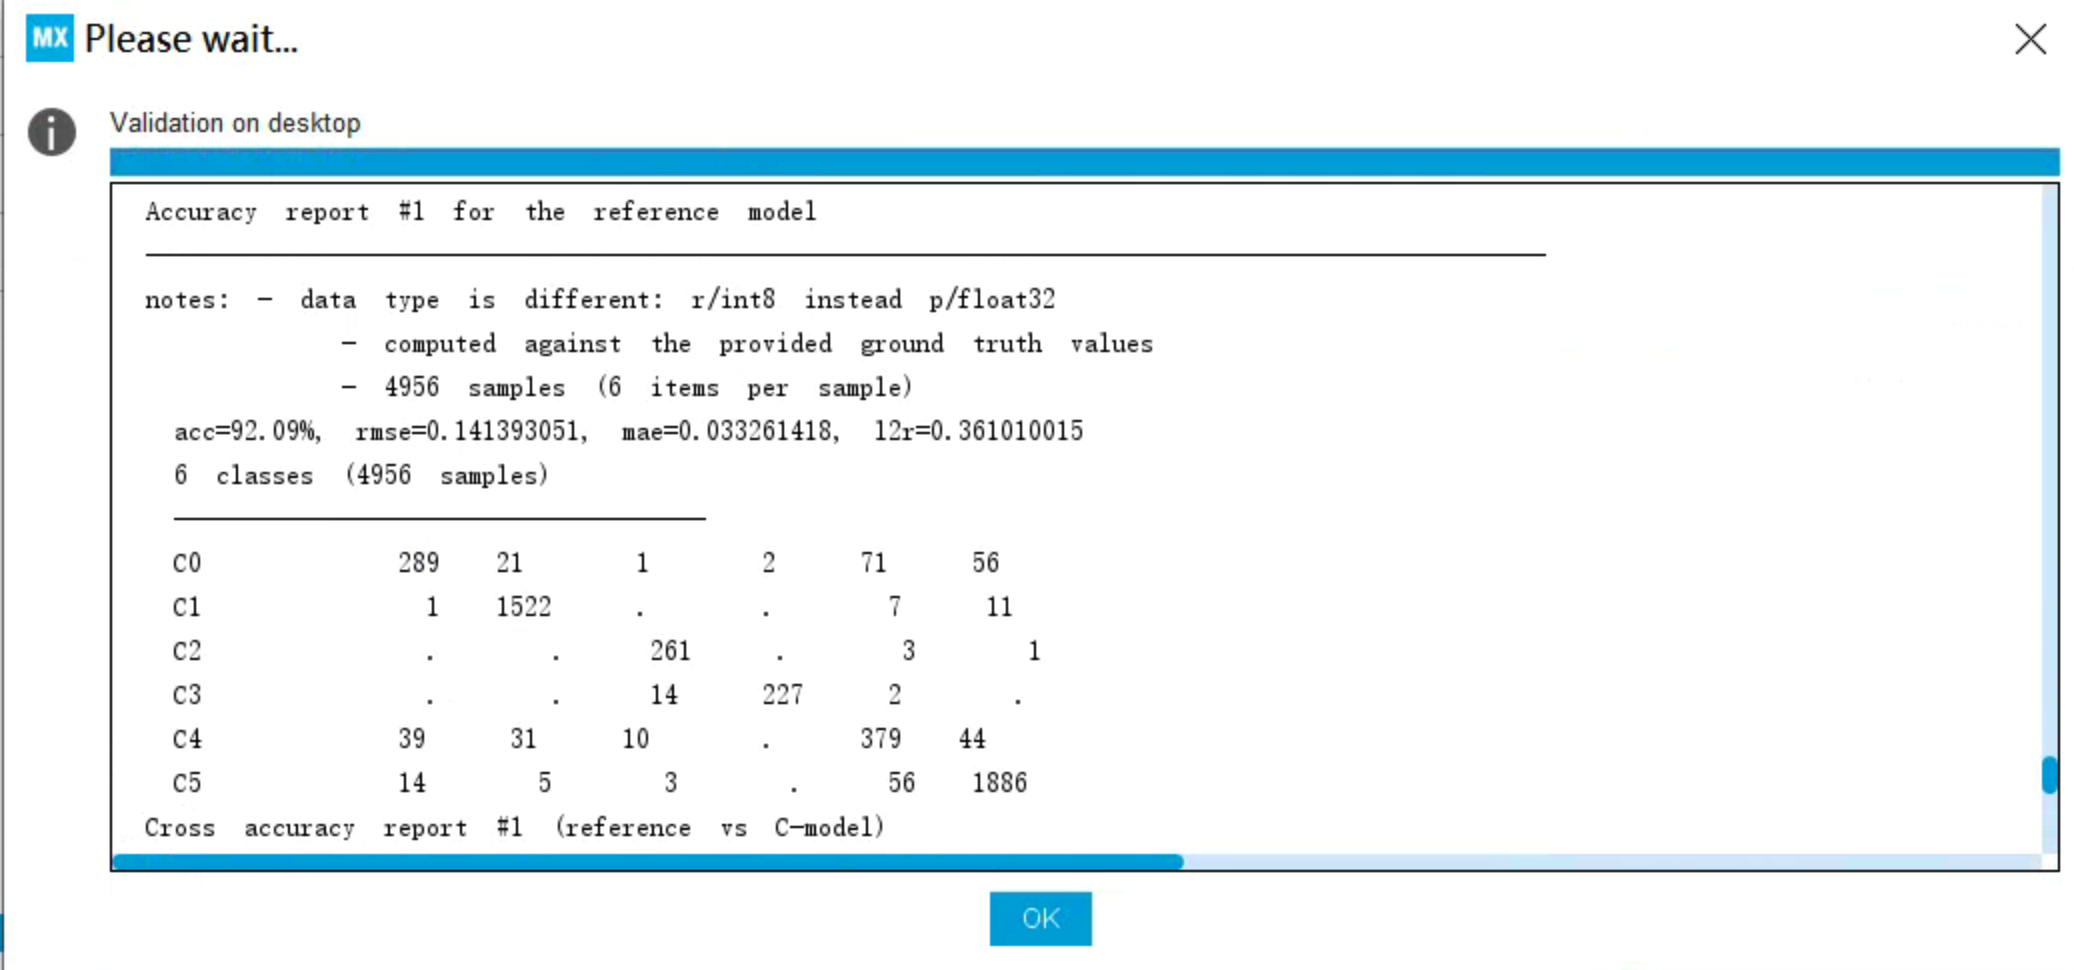 MX Please wait...
Validation on desktop
Accuracy report #1 for the reference model
notes: - data type is different: r/int8 instead p/float32
- computed against the provided ground truth values
- 4956 samples (6 items per sample)
acc=92.09%, rmse=0.141393051, mae=0.033261418, l2r=0.361010015
6 classes (4956 samples)
C0 289 21 1 2 71 56
C1 1 1522 . . 7 11
C2 . . 261 . 3 1
C3 . . 14 227 2 .
C4 39 31 10 . 379 44
C5 14 5 3 . 56 1886
Cross accuracy report #1 (reference vs C-model)
OK